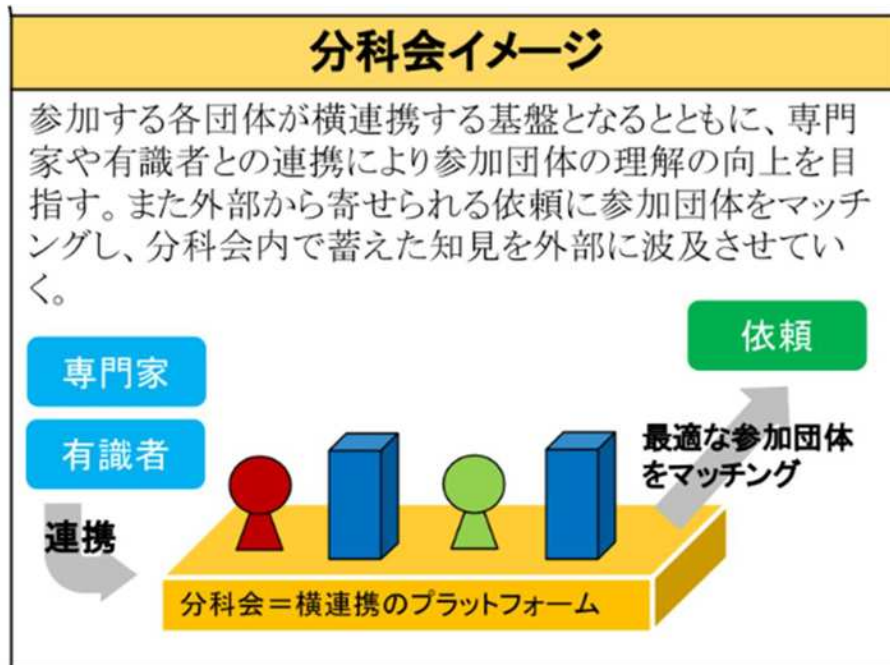 分科会イメージ
参加する各団体が横連携する基盤となるとともに、専門
家や有識者との連携により参加団体の理解の向上を目
指す。また外部から寄せられる依頼に参加団体をマッチ
ングし、分科会内で蓄えた知見を外部に波及させてい
く。
依頼
専門家
有識者
最適な参加団体
をマッチング
連携
分科会＝横連携のプラットフォーム